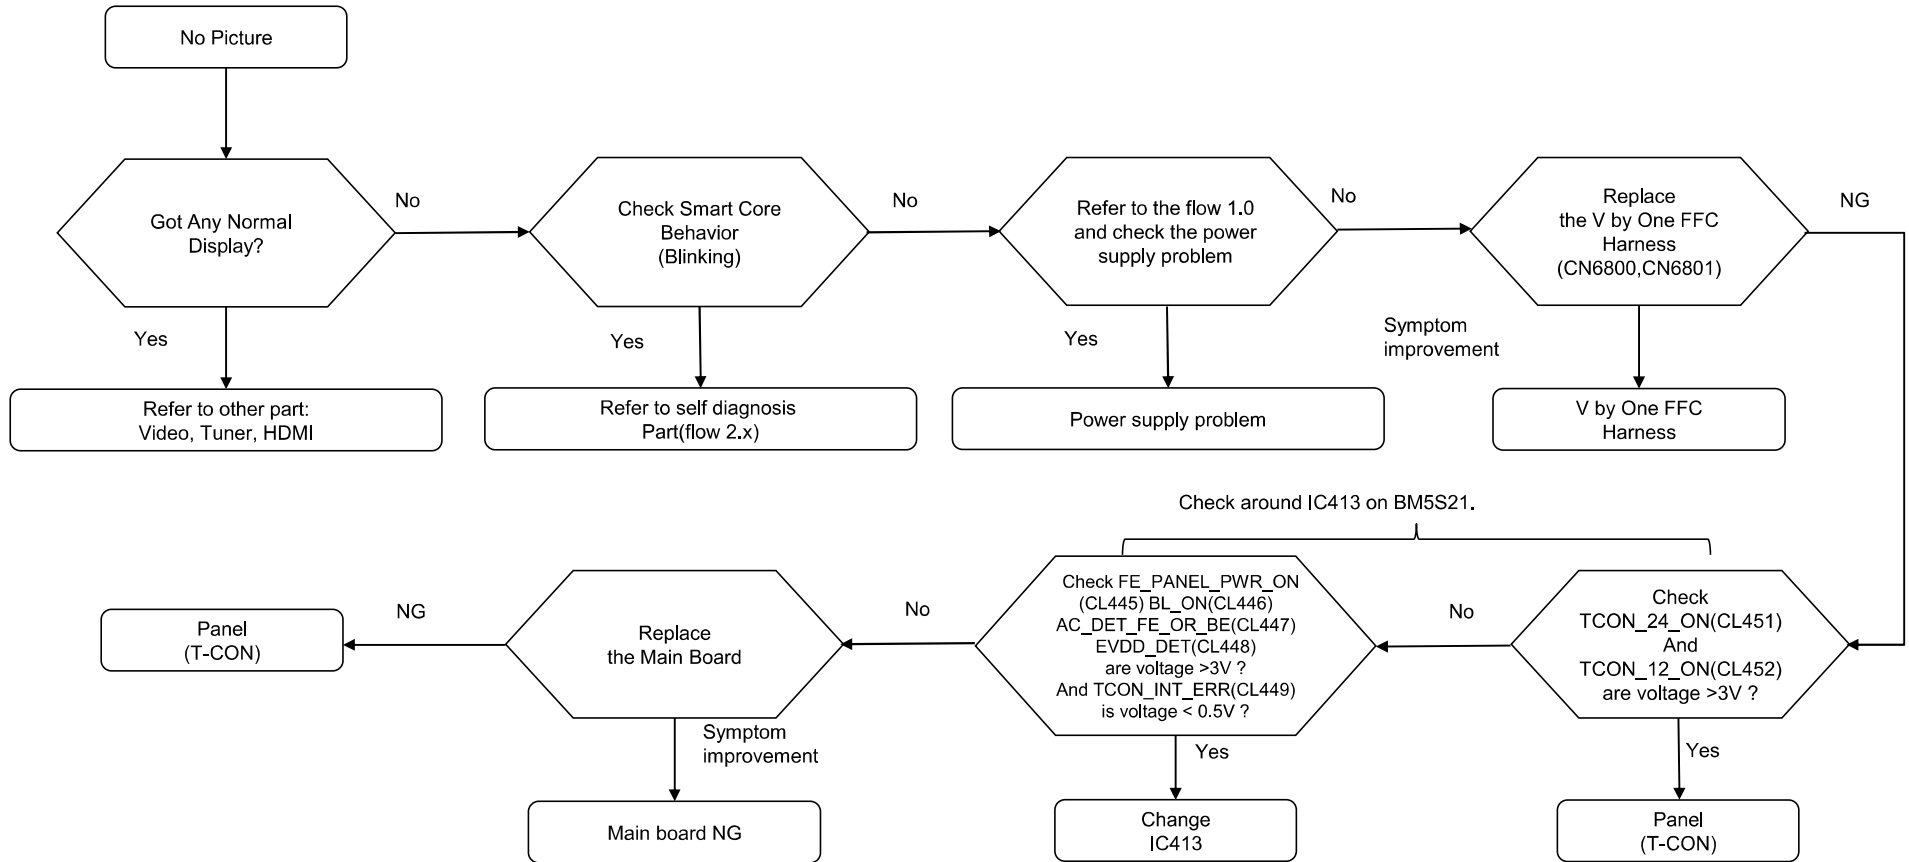 No Picture
Got Any Normal
Display?
No
Yes
Refer to other part:
Video, Tuner, HDMI
Check Smart Core
Behavior
(Blinking)
No
Yes
Refer to self diagnosis
Part(flow 2.x)
Refer to the flow 1.0
and check the power
supply problem
No
Yes
Power supply problem
Replace
the V by One FFC
Harness
(CN6800,CN6801)
NG
Symptom
improvement
V by One FFC
Harness
Check around IC413 on BM5S21.
Check
TCON_24_ON(CL451)
And
TCON_12_ON(CL452)
are voltage >3V ?
No
Yes
Panel
(T-CON)
Check FE_PANEL_PWR_ON
(CL445) BL_ON(CL446)
AC_DET_FE_OR_BE(CL447)
EVDD_DET(CL448)
are voltage >3V ?
And TCON_INT_ERR(CL449)
is voltage < 0.5V ?
No
Yes
Change
IC413
Replace
the Main Board
NG
Symptom
improvement
Main board NG
Panel
(T-CON)